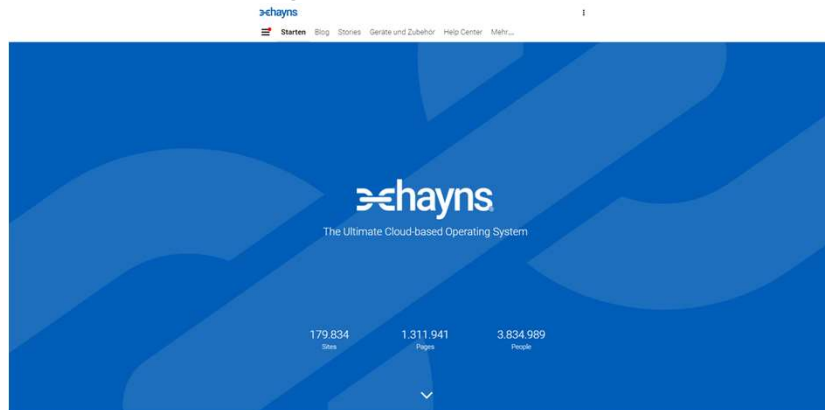 chayns
Starten Blog Stories Geräte und Zubehör Help Center Mehr...
chayns
The Ultimate Cloud-based Operating System
179.834 1.311.941 3.834.989
Sites Pages People